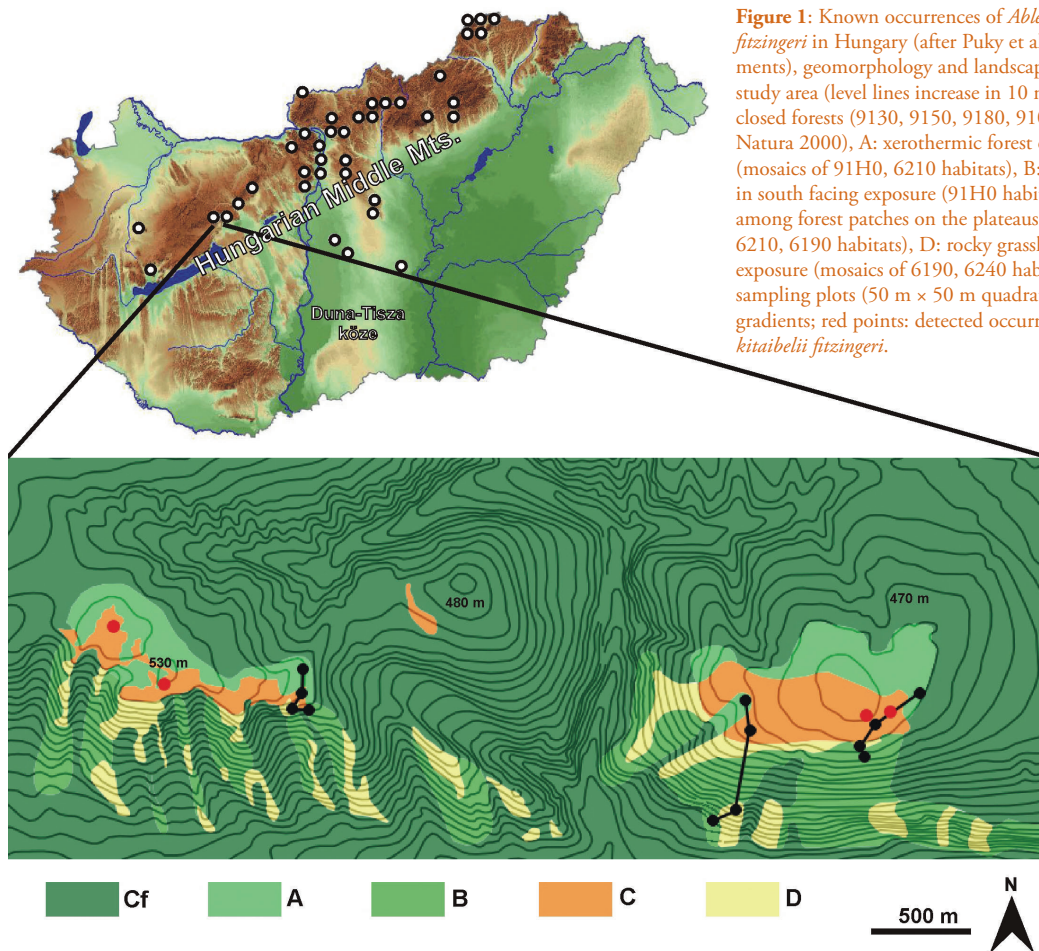 Figure 1: Known occurrences of Able
fitzingeri in Hungary (after Puky et al
ments), geomorphology and landscap
study area (level lines increase in 10 m
closed forests (9130, 9150, 9180, 910
Natura 2000), A: xerothermic forest
(mosaics of 91H0, 6210 habitats), B:
in south facing exposure (91H0 habi
among forest patches on the plateaus
6210, 6190 habitats), D: rocky grassl
exposure (mosaics of 6190, 6240 hab
sampling plots (50 m × 50 m quadra
gradients; red points: detected occurr
kitaibelii fitzingeri.
Hungarian Middle Mts.
Duna-Tisza
köze
480 m
470 m
530 m
Cf
A
B
C
D
500 m
N